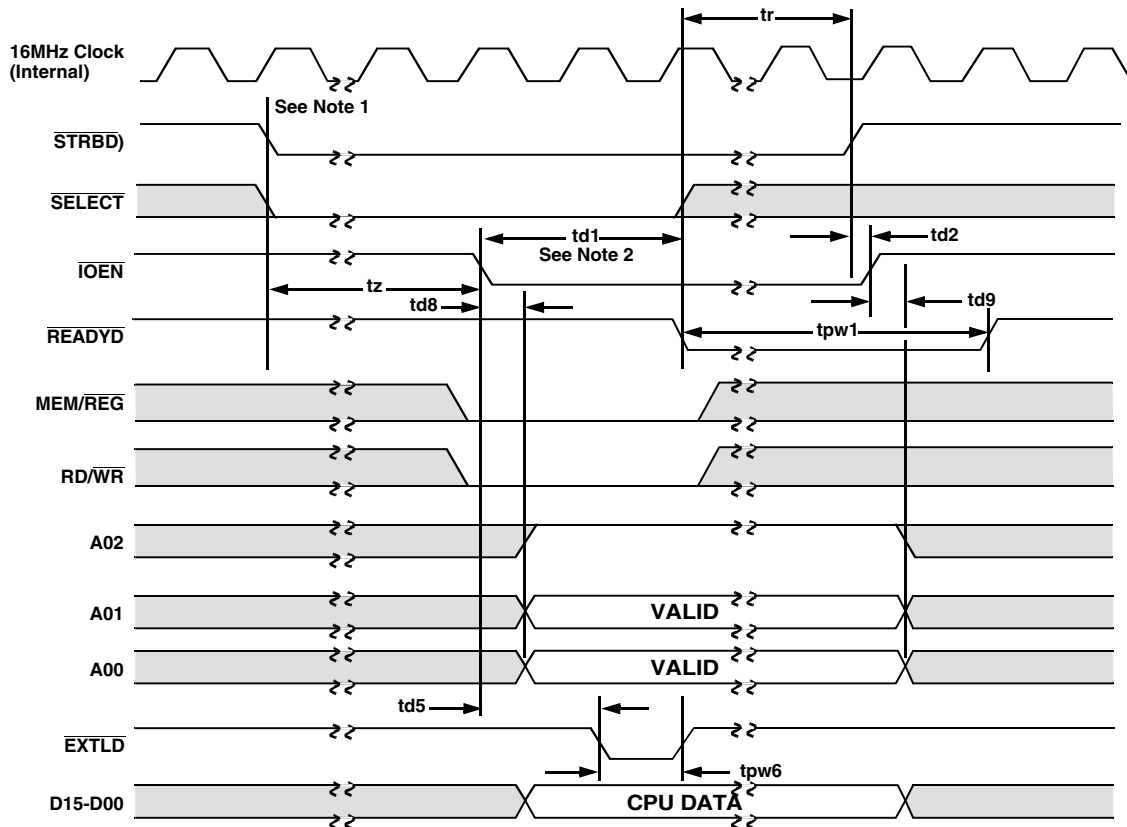 tr
16MHz Clock
(Internal)
See Note 1
STRBD)
SELECT
td1
See Note 2
td2
IOEN
tz
td8
td9
tpw1
READYD
MEM/REG
RD/WR
A02
A01
VALID
A00
VALID
td5
EXTLD
tpw6
D15-D00
CPU DATA